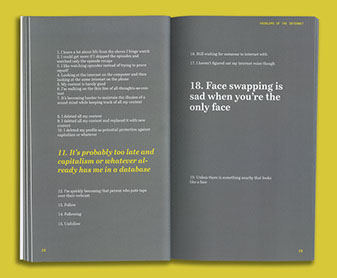 PROBLEMS OF THE INTERNET
1. I learn a lot about life from the shows I binge watch
2. I could get more if I skipped the episodes and
watched only the episode recaps
3. I like watching episodes instead of trying to power
myself
4. Looking at the internet on the computer and then
looking at the same internet on the phone
5. My content is barely good
6. I'm walking on the thin line of all-thoughts-as-con-
tent
7. It's becoming harder to maintain the illusion of a
sound mind while keeping track of all my content
8. I deleted all my content
9. I deleted all my content and replaced it with new
content
10. I deleted my profile as potential protection against
capitalism or whatever
11. It's probably too late and
capitalism or whatever al-
ready has me in a database
12. I'm quickly becoming that person who puts tape
over their webcam
13. Follow
14. Following
15. Unfollow
16. Still waiting for someone to internet with
17. I haven't figured out my internet voice though
18. Face swapping is
sad when you're the
only face
19. Unless there is something nearby that looks
like a face